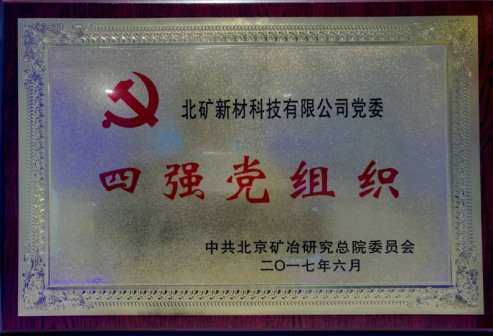 北矿新材科技有限公司党委
四强党组织
中共北京矿冶研究总院委员会
二〇一七年六月